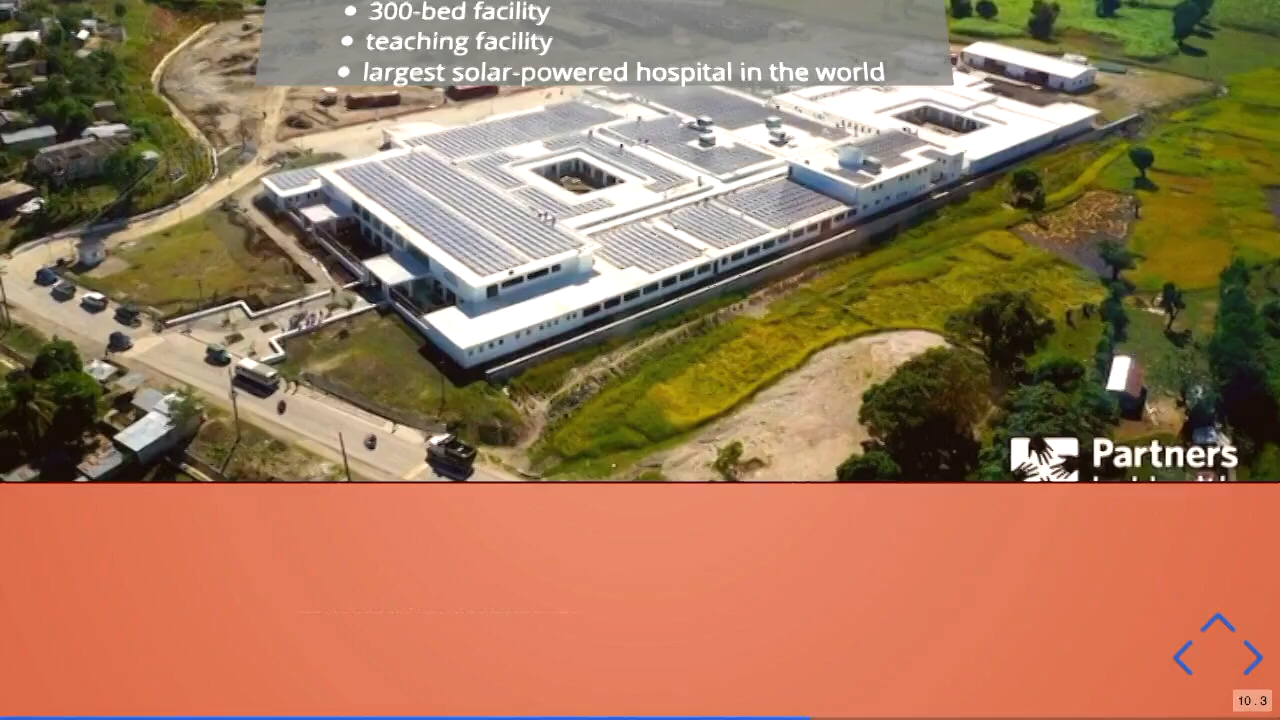 • 300-bed facility
• teaching facility
• largest solar-powered hospital in the world
Partners
10.3